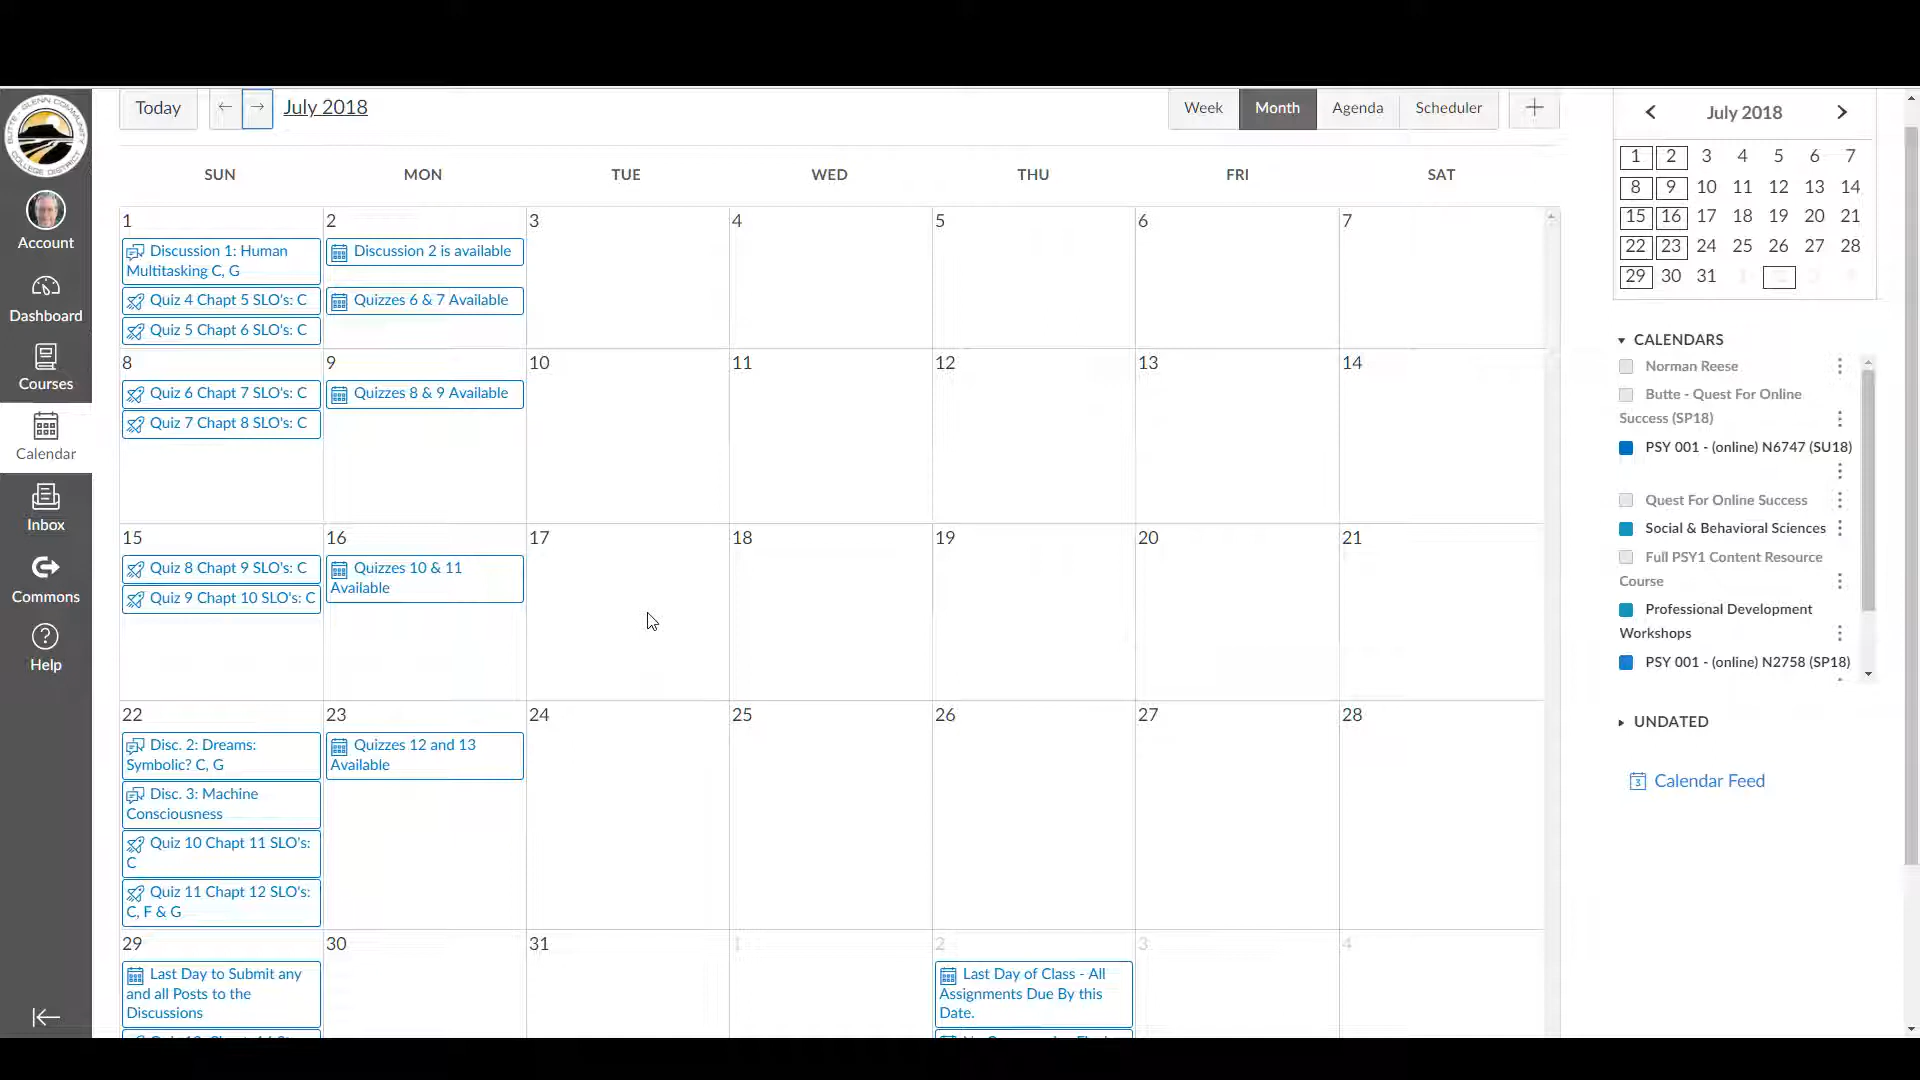 Today ← → July 2018 Week Month Agenda Scheduler +
July 2018
1 2 3 4 5 6 7
8 9 10 11 12 13 14
15 16 17 18 19 20 21
22 23 24 25 26 27 28
29 30 31
BUTTE - GLENN COMMUNITY COLLEGE DISTRICT
Account
Dashboard
Courses
Calendar
Inbox
Commons
Help
SUN MON TUE WED THU FRI SAT
1 2 3 4 5 6 7
Discussion 1: Human
Multitasking C, G
Quiz 4 Chapt 5 SLO's: C
Quiz 5 Chapt 6 SLO's: C
Discussion 2 is available
Quizzes 6 & 7 Available
8 9 10 11 12 13 14
Quiz 6 Chapt 7 SLO's: C
Quiz 7 Chapt 8 SLO's: C
Quizzes 8 & 9 Available
15 16 17 18 19 20 21
Quiz 8 Chapt 9 SLO's: C
Quiz 9 Chapt 10 SLO's: C
Quizzes 10 & 11
Available
22 23 24 25 26 27 28
Disc. 2: Dreams:
Symbolic? C, G
Disc. 3: Machine
Consciousness
Quiz 10 Chapt 11 SLO's:
C
Quiz 11 Chapt 12 SLO's:
C, F & G
Quizzes 12 and 13
Available
29 30 31 1 2 3 4
Last Day to Submit any
and all Posts to the
Discussions
Last Day of Class - All
Assignments Due By this
Date.
CALENDARS
Norman Reese
Butte - Quest For Online
Success (SP18)
PSY 001 - (online) N6747 (SU18)
Quest For Online Success
Social & Behavioral Sciences
Full PSY1 Content Resource
Course
Professional Development
Workshops
PSY 001 - (online) N2758 (SP18)
UNDATED
Calendar Feed